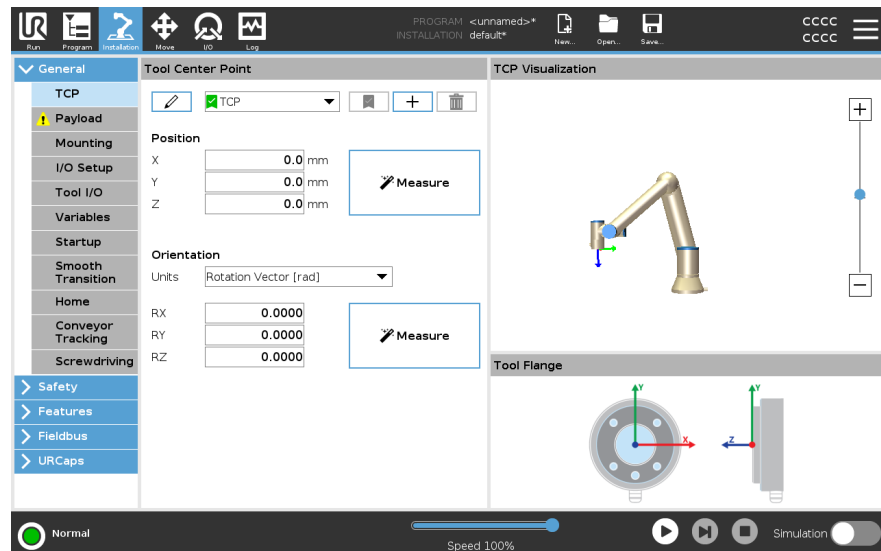 UR
PROGRAM <unnamed>*
INSTALLATION default*
cccc
cccc
Run Program Installation Move I/O Log New... Open... Save...
General
TCP
Payload
Mounting
I/O Setup
Tool I/O
Variables
Startup
Smooth
Transition
Home
Conveyor
Tracking
Screwdriving
Safety
Features
Fieldbus
URCaps
Tool Center Point
TCP
Position
X 0.0 mm
Y 0.0 mm
Z 0.0 mm
Measure
Orientation
Units Rotation Vector [rad]
RX 0.0000
RY 0.0000
RZ 0.0000
Measure
TCP Visualization
Tool Flange
Y
X
Y
Z
Normal
Speed 100%
Simulation